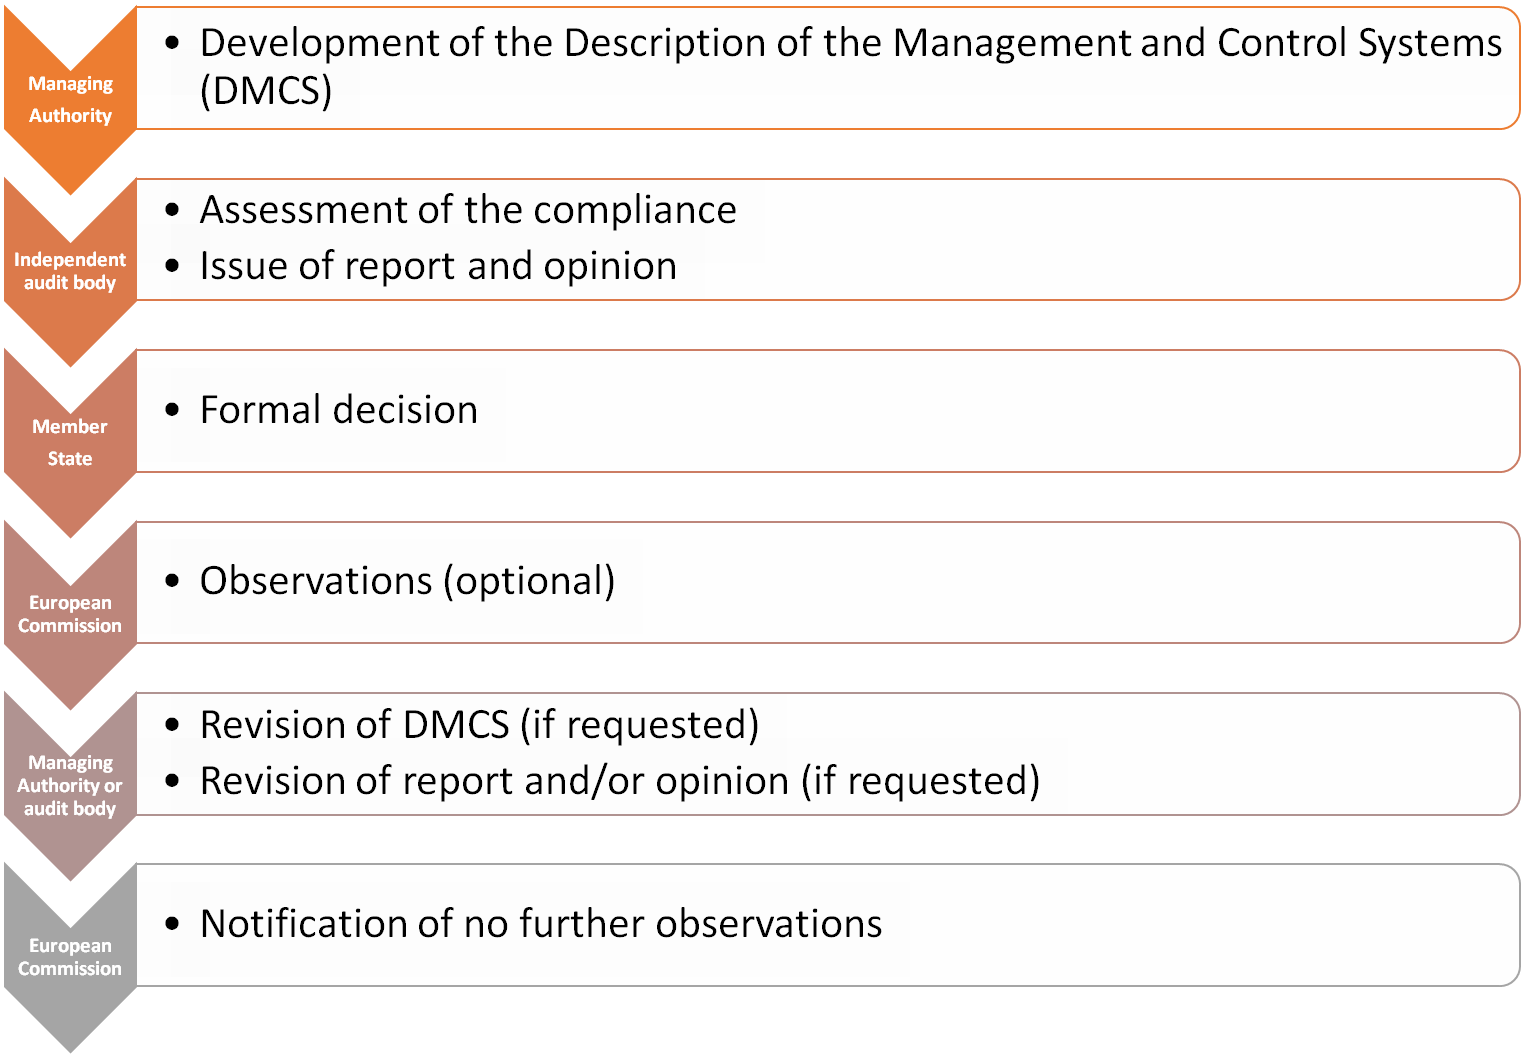 Managing
Authority
• Development of the Description of the Management and Control Systems
(DMCS)
Independent
audit body
• Assessment of the compliance
• Issue of report and opinion
Member
State
• Formal decision
European
Commission
• Observations (optional)
Managing
Authority or
audit body
• Revision of DMCS (if requested)
• Revision of report and/or opinion (if requested)
European
Commission
• Notification of no further observations